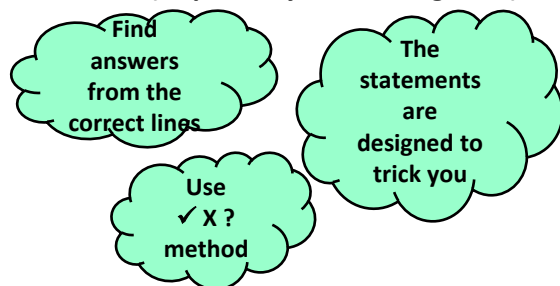 Find
answers
from the
correct lines
The
statements
are
designed to
trick you
Use
✓ X ?
method